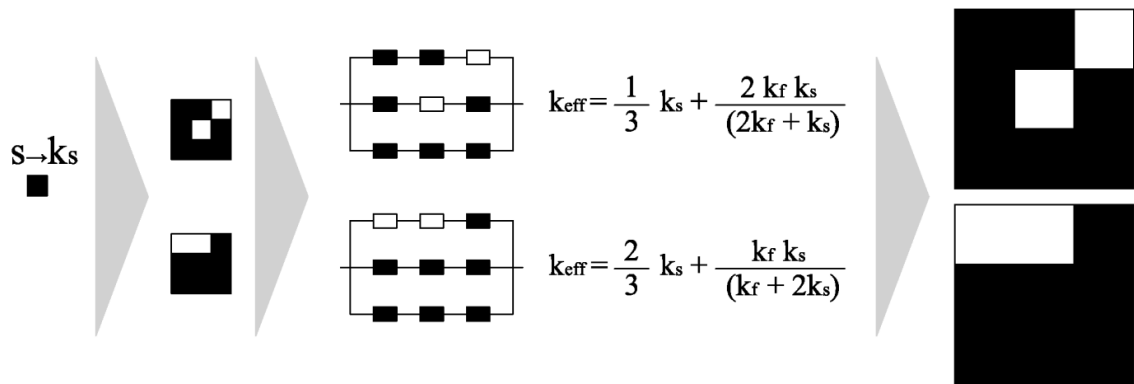 s→ks
keff = 1/3 ks + 2 kf ks/(2kf + ks)
keff = 2/3 ks + kf ks/(kf + 2ks)